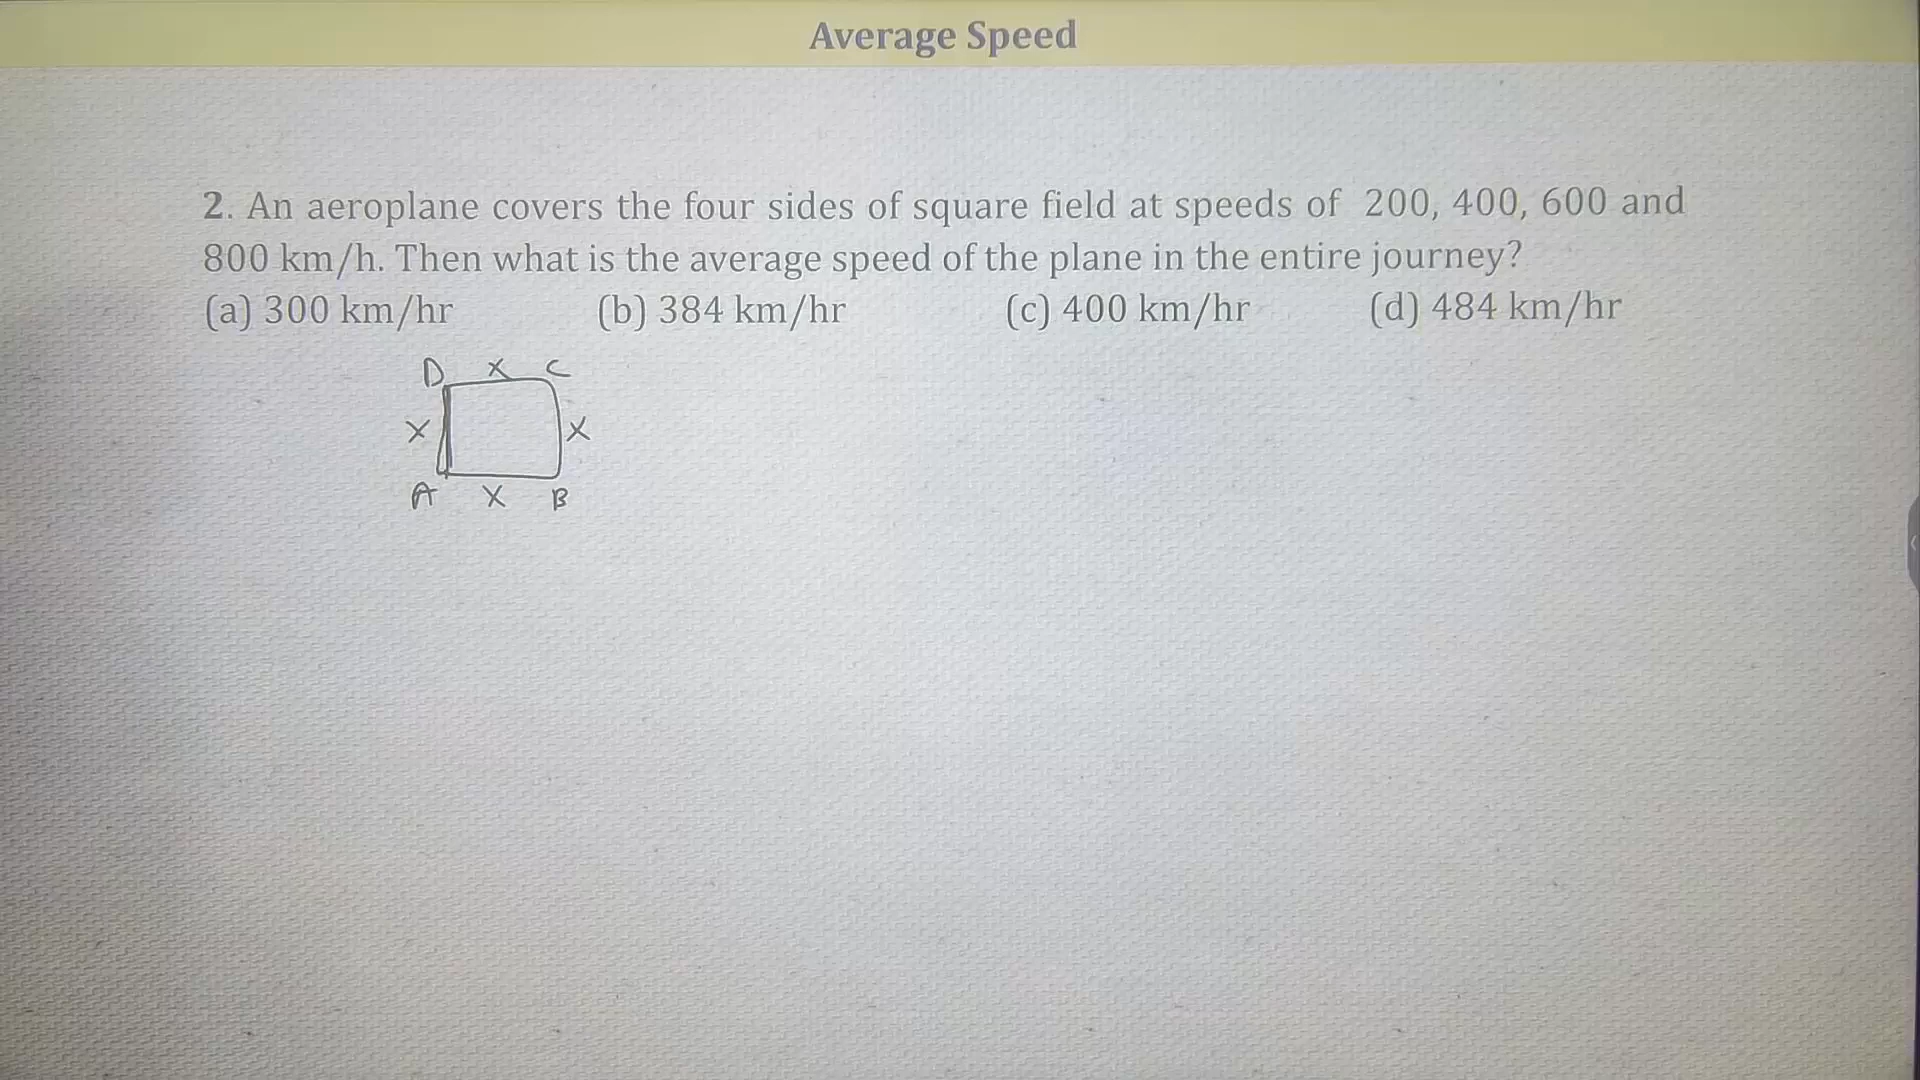 Average Speed
2. An aeroplane covers the four sides of square field at speeds of 200, 400, 600 and
800 km/h. Then what is the average speed of the plane in the entire journey?
(a) 300 km/hr (b) 384 km/hr (c) 400 km/hr (d) 484 km/hr
D x C
x x
A x B